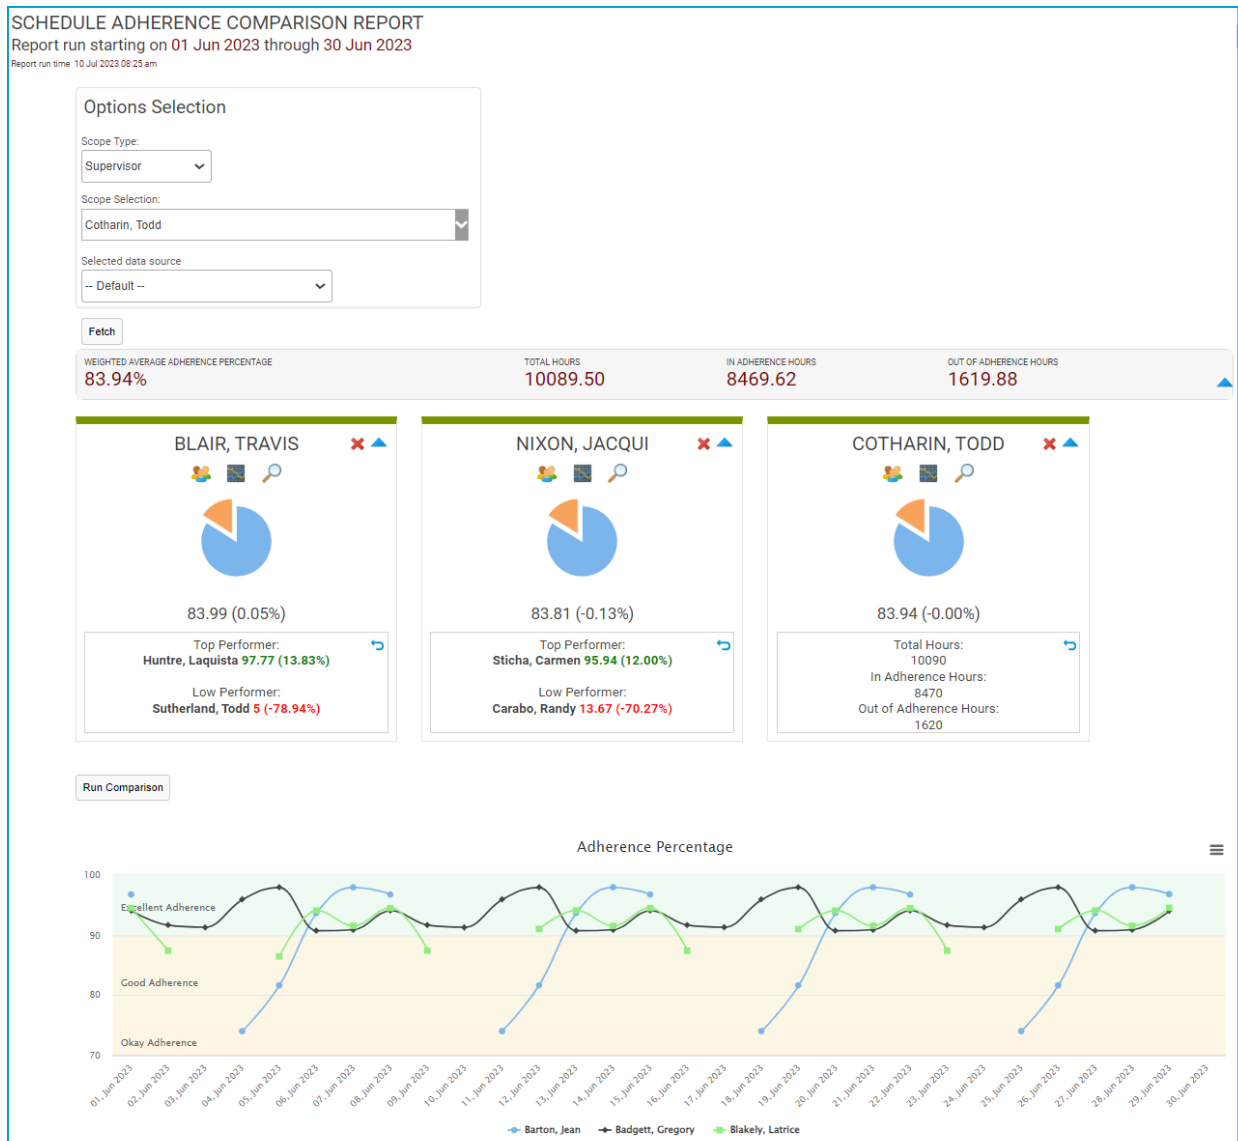 SCHEDULE ADHERENCE COMPARISON REPORT
Report run starting on 01 Jun 2023 through 30 Jun 2023
Report run time 10 Jul 2023 08:25 am
Options Selection
Scope Type:
Supervisor
Scope Selection:
Cotharin, Todd
Selected data source
-- Default --
Fetch
WEIGHTED AVERAGE ADHERENCE PERCENTAGE
83.94%
TOTAL HOURS
10089.50
IN ADHERENCE HOURS
8469.62
OUT OF ADHERENCE HOURS
1619.88
BLAIR, TRAVIS
83.99 (0.05%)
Top Performer:
Huntre, Laquista 97.77 (13.83%)
Low Performer:
Sutherland, Todd 5 (-78.94%)
NIXON, JACQUI
83.81 (-0.13%)
Top Performer:
Sticha, Carmen 95.94 (12.00%)
Low Performer:
Carabo, Randy 13.67 (-70.27%)
COTHARIN, TODD
83.94 (-0.00%)
Total Hours:
10090
In Adherence Hours:
8470
Out of Adherence Hours:
1620
Run Comparison
Adherence Percentage
100
Excellent Adherence
90
Good Adherence
80
Okay Adherence
70
01, Jun 2023
02, Jun 2023
03, Jun 2023
04, Jun 2023
05, Jun 2023
06, Jun 2023
07, Jun 2023
08, Jun 2023
09, Jun 2023
10, Jun 2023
11, Jun 2023
12, Jun 2023
13, Jun 2023
14, Jun 2023
15, Jun 2023
16, Jun 2023
17, Jun 2023
18, Jun 2023
19, Jun 2023
20, Jun 2023
21, Jun 2023
22, Jun 2023
23, Jun 2023
24, Jun 2023
25, Jun 2023
26, Jun 2023
27, Jun 2023
28, Jun 2023
29, Jun 2023
30, Jun 2023
Barton, Jean
Badgett, Gregory
Blakely, Latrice